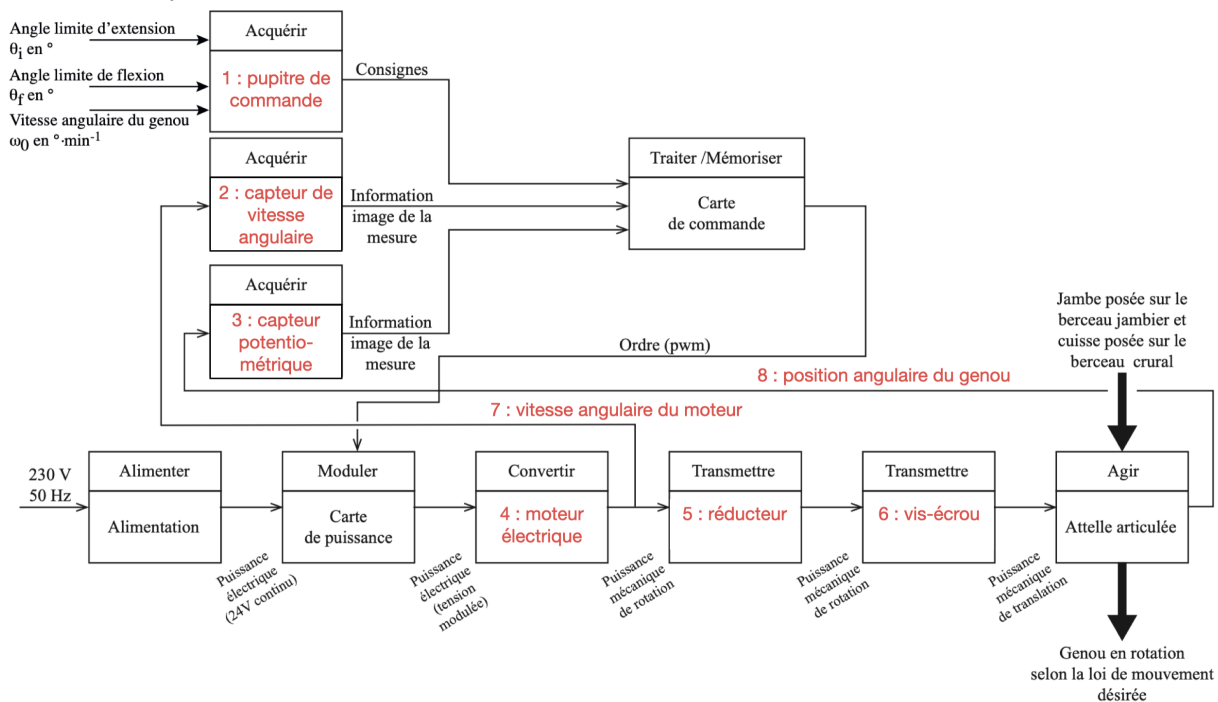 Angle limite d'extension
θi en °
Angle limite de flexion
θf en °
Vitesse angulaire du genou
ω0 en °·min-1
Acquérir
1 : pupitre de
commande
Consignes
Acquérir
2 : capteur de
vitesse
angulaire
Information
image de la
mesure
Acquérir
3 : capteur
potentio-
métrique
Information
image de la
mesure
Traiter /Mémoriser
Carte
de commande
Ordre (pwm)
8 : position angulaire du genou
7 : vitesse angulaire du moteur
Jambe posée sur le
berceau jambier et
cuisse posée sur le
berceau crural
230 V
50 Hz
Alimenter
Alimentation
Puissance
électrique
(24V continu)
Moduler
Carte
de puissance
Puissance
électrique
(tension
modulée)
Convertir
4 : moteur
électrique
Puissance
mécanique
de rotation
Transmettre
5 : réducteur
Puissance
mécanique
de rotation
Transmettre
6 : vis-écrou
Puissance
mécanique
de translation
Agir
Attelle articulée
Genou en rotation
selon la loi de mouvement
désirée